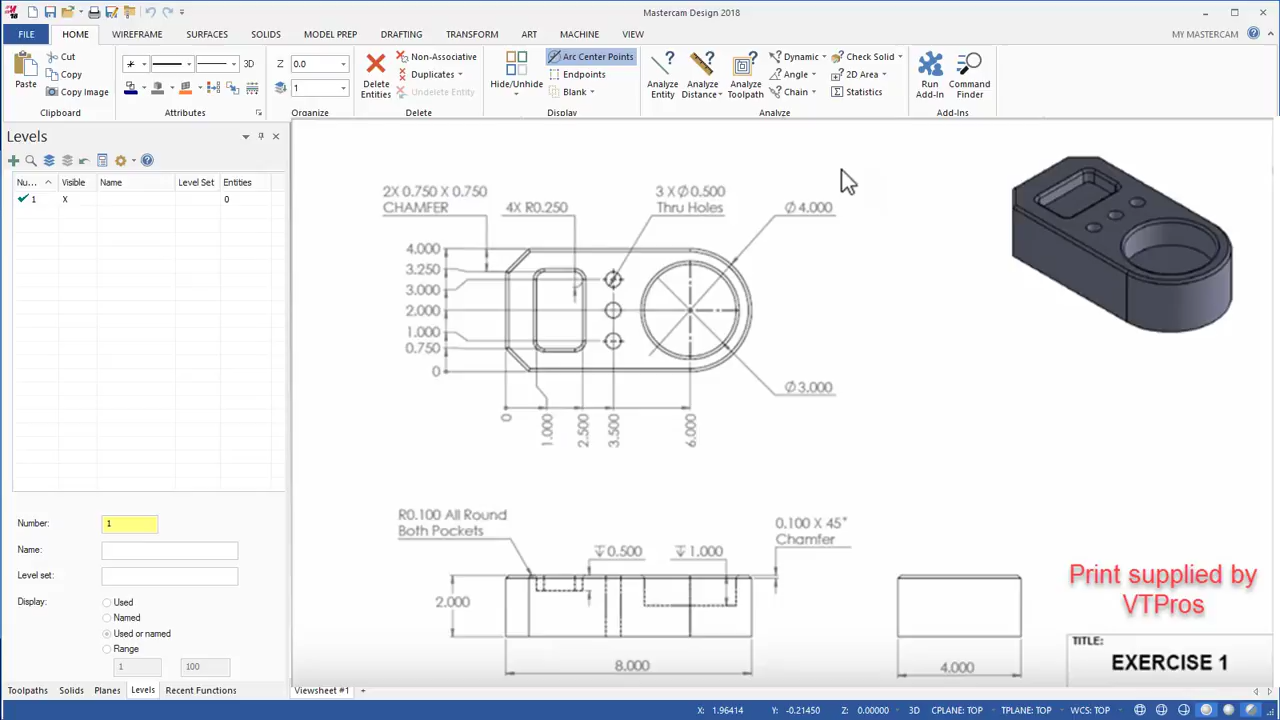 Mastercam Design 2018
FILE HOME WIREFRAME SURFACES SOLIDS MODEL PREP DRAFTING TRANSFORM ART MACHINE VIEW MY MASTERCAM
Paste
Cut
Copy
Copy Image
Clipboard
3D
Attributes
Z 0.0
1
Organize
Delete
Entities
Non-Associative
Duplicates
Undelete Entity
Delete
Hide/Unhide
Arc Center Points
Endpoints
Blank
Display
Analyze
Entity
Analyze
Distance
Analyze
Toolpath
Dynamic
Angle
Chain
Check Solid
2D Area
Statistics
Analyze
Run
Add-In
Command
Finder
Add-Ins
Levels
Nu... Visible Name Level Set Entities
1 X 0
Number: 1
Name:
Level set:
Display:
Used
Named
Used or named
Range
1 100
Toolpaths Solids Planes Levels Recent Functions
2X 0.750 X 0.750
CHAMFER
4X R0.250
3 X Ø0.500
Thru Holes
Ø4.000
4.000
3.250
3.000
2.000
1.000
0.750
0
Ø3.000
0
1.000
2.500
3.500
6.000
R0.100 All Round
Both Pockets
↧0.500
↧1.000
0.100 X 45°
Chamfer
2.000
8.000
4.000
Print supplied by
VTPros
TITLE:
EXERCISE 1
Viewsheet #1 +
X: 1.96414 Y: -0.21450 Z: 0.00000 3D CPLANE: TOP TPLANE: TOP WCS: TOP